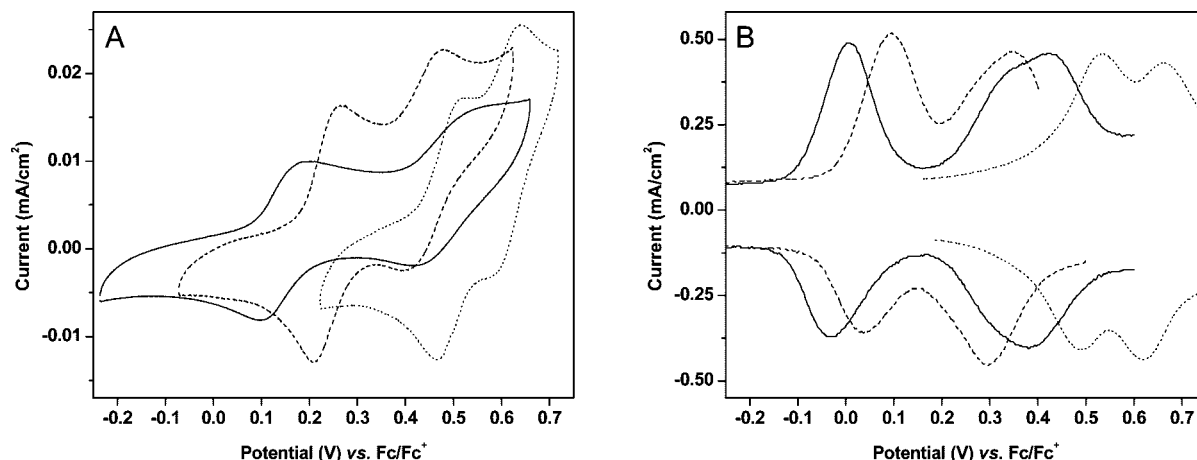 A
Current (mA/cm²)
0.02
0.01
0.00
-0.01
-0.2 -0.1 0.0 0.1 0.2 0.3 0.4 0.5 0.6 0.7
Potential (V) vs. Fc/Fc⁺
B
Current (mA/cm²)
0.50
0.25
0.00
-0.25
-0.50
-0.2 -0.1 0.0 0.1 0.2 0.3 0.4 0.5 0.6 0.7
Potential (V) vs. Fc/Fc⁺